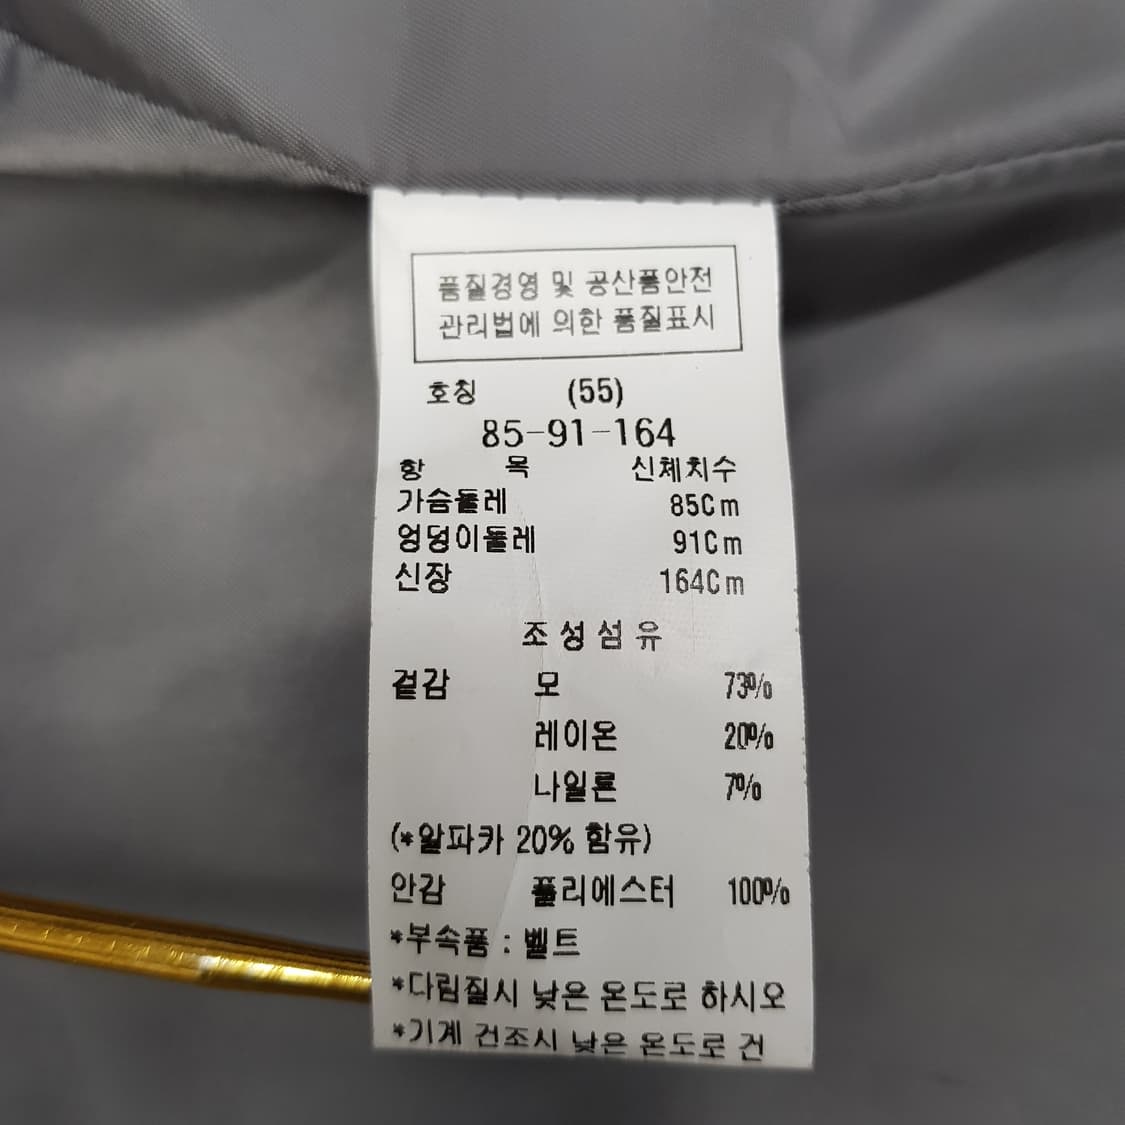 품질경영 및 공산품안전
관리법에 의한 품질표시
호칭 (55)
85-91-164
항 목 신체치수
가슴둘레 85Cm
엉덩이둘레 91Cm
신장 164Cm
조성섬유
겉감 모 73%
레이온 20%
나일론 7%
(*알파카 20% 함유)
안감 폴리에스터 100%
*부속품 : 벨트
*다림질시 낮은 온도로 하시오
*기계 건조시 낮은 온도로 건